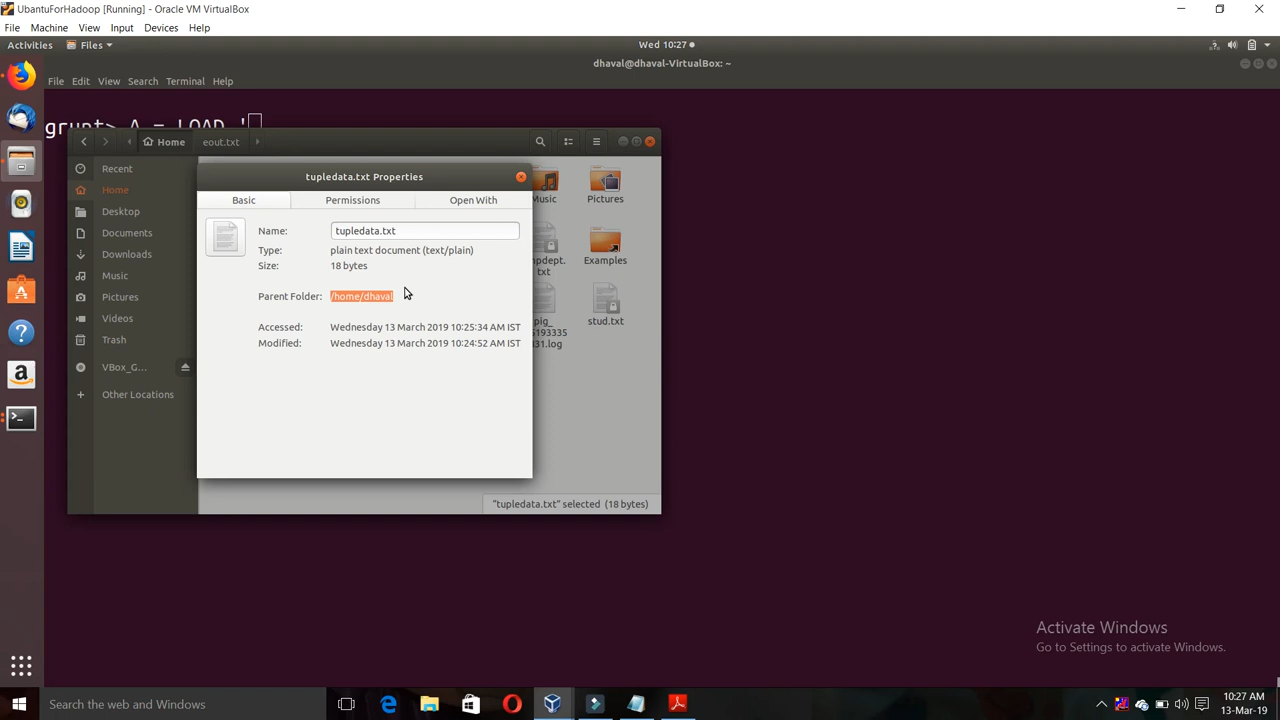 UbantuForHadoop [Running] - Oracle VM VirtualBox
File Machine View Input Devices Help
Activities Files Wed 10:27
dhaval@dhaval-VirtualBox: ~
File Edit View Search Terminal Help
grunt> A = LOAD '
Home eout.txt
Recent
Home
Desktop
Documents
Downloads
Music
Pictures
Videos
Trash
VBox_G...
Other Locations
tupledata.txt Properties
Basic Permissions Open With
Name: tupledata.txt
Type: plain text document (text/plain)
Size: 18 bytes
Parent Folder: /home/dhaval
Accessed: Wednesday 13 March 2019 10:25:34 AM IST
Modified: Wednesday 13 March 2019 10:24:52 AM IST
Music Pictures
Examples
txt
pig_ stud.txt
"tupledata.txt" selected (18 bytes)
Activate Windows
Go to Settings to activate Windows.
Search the web and Windows
10:27 AM
13-Mar-19